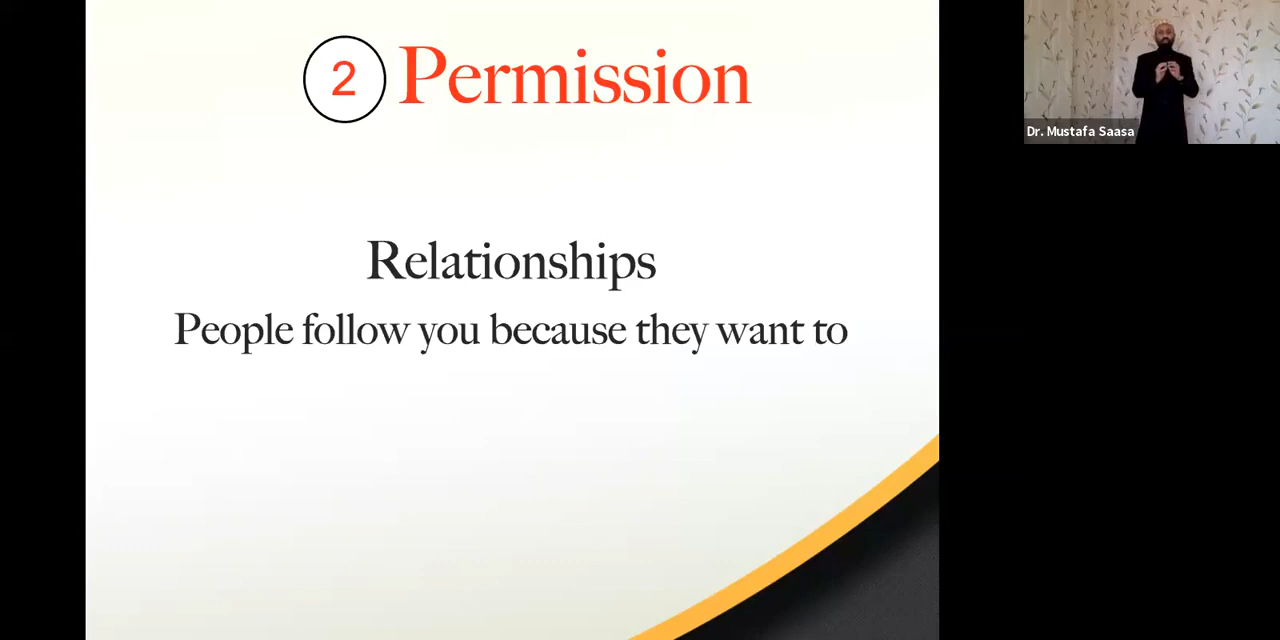 2 Permission
Relationships
People follow you because they want to
Dr. Mustafa Saasa